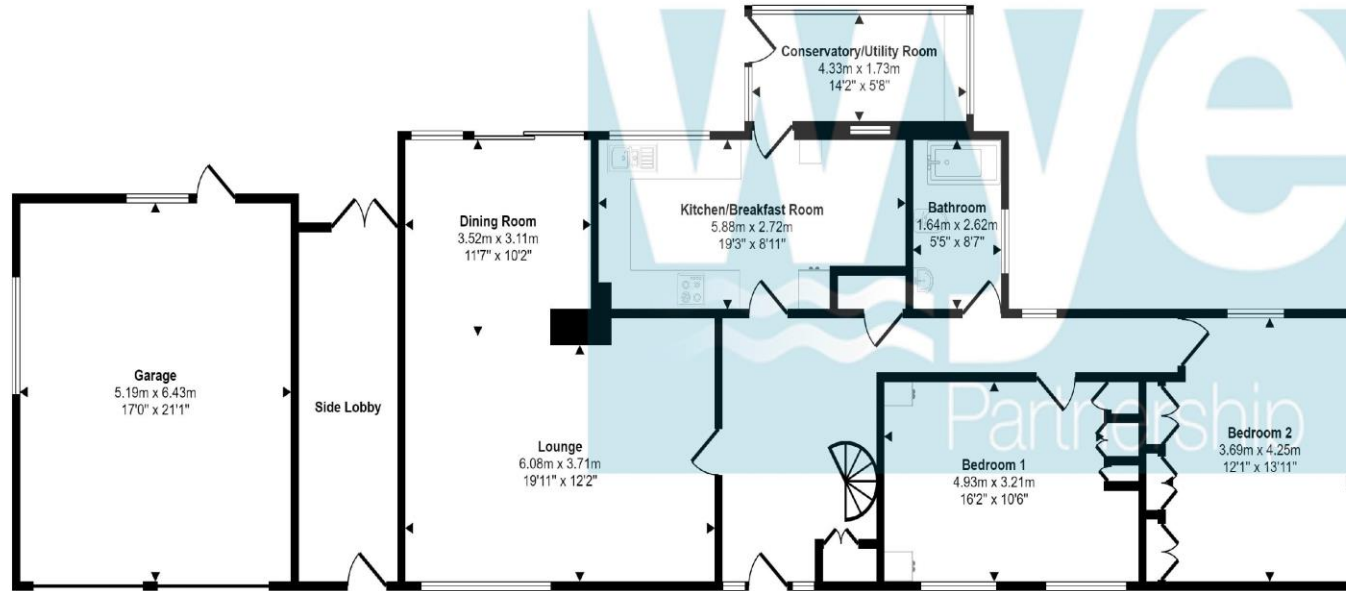 wye
Partnership
Conservatory/Utility Room
4.33m x 1.73m
14'2" x 5'8"
Kitchen/Breakfast Room
5.88m x 2.72m
19'3" x 8'11"
Bathroom
1.64m x 2.62m
5'5" x 8'7"
Dining Room
3.52m x 3.11m
11'7" x 10'2"
Garage
5.19m x 6.43m
17'0" x 21'1"
Side Lobby
Lounge
6.08m x 3.71m
19'11" x 12'2"
Bedroom 1
4.93m x 3.21m
16'2" x 10'6"
Bedroom 2
3.69m x 4.25m
12'1" x 13'11"